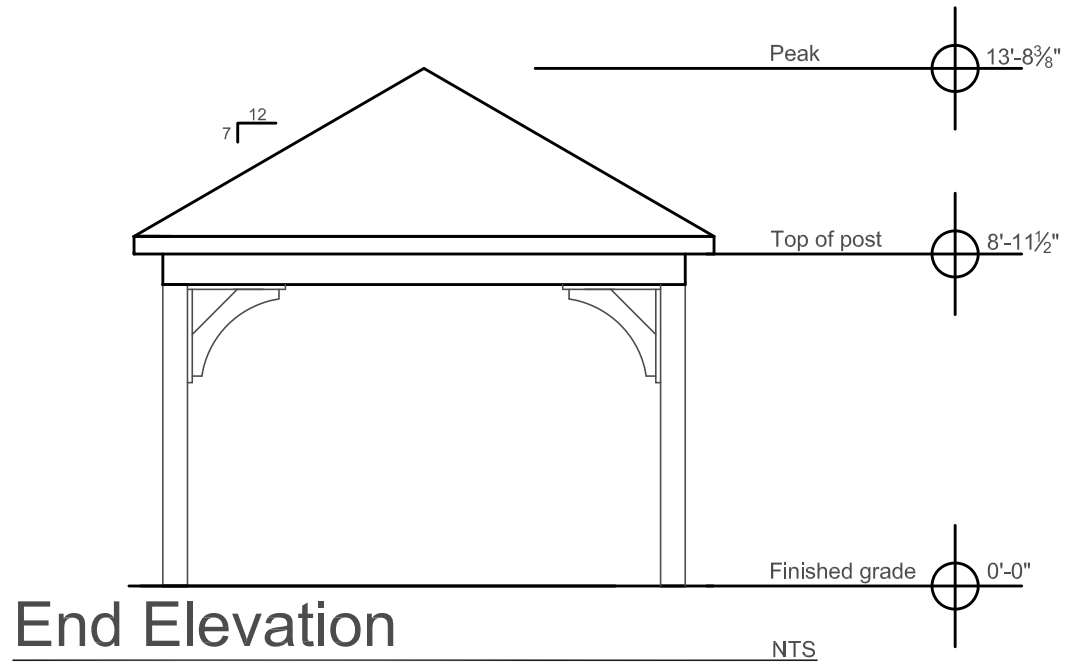 Peak 13'-8⅜"
12
7
Top of post 8'-11½"
Finished grade 0'-0"
End Elevation
NTS